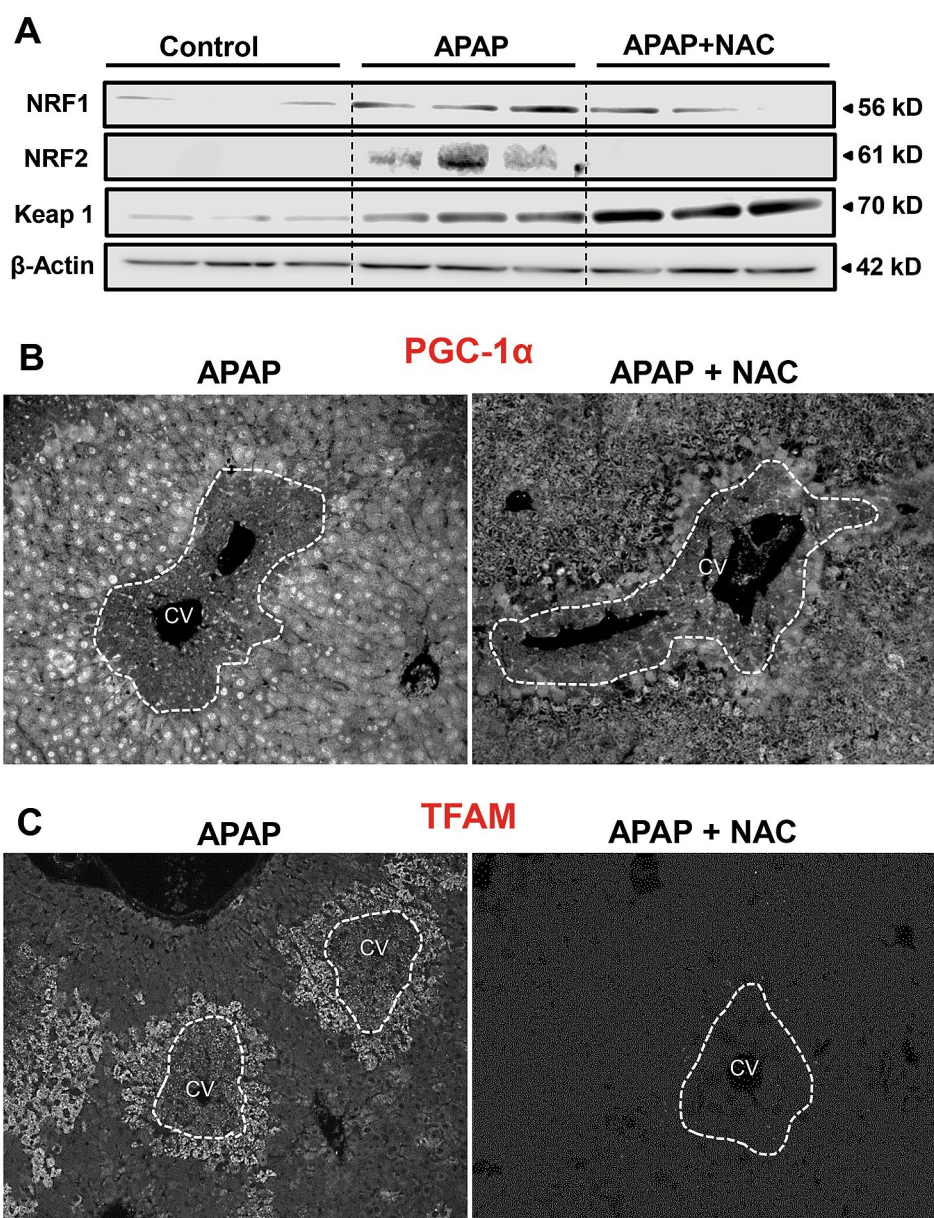 A
Control APAP APAP+NAC
NRF1 56 kD
NRF2 61 kD
Keap 1 70 kD
β-Actin 42 kD
B PGC-1α
APAP APAP + NAC
CV CV
C TFAM
APAP APAP + NAC
CV
CV CV